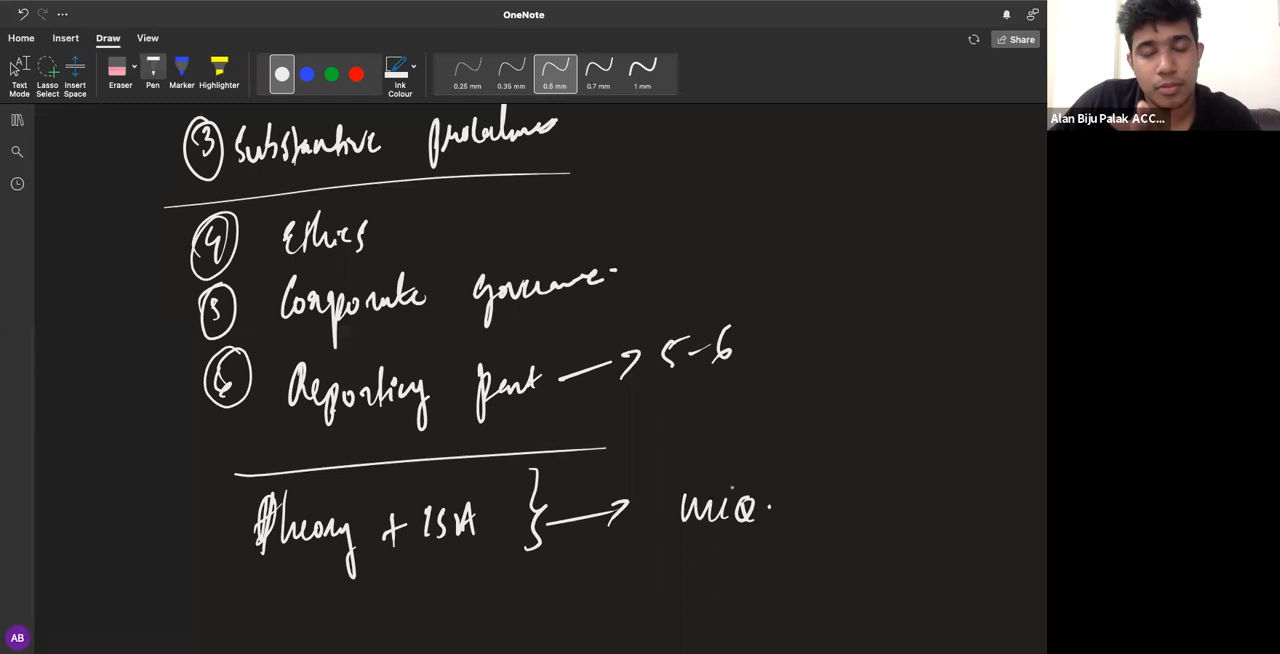 OneNote
Home Insert Draw View
Share
Text Mode
Lasso Select
Insert Space
Eraser
Pen
Marker
Highlighter
Ink Colour
0.25 mm
0.35 mm
0.5 mm
0.7 mm
1 mm
Alan Biju Palak ACC...
3 Substantive procedures
4 Ethics
5 Corporate governance.
6 Reporting part → 5-6
Theory + ISA } → MCQ.
AB